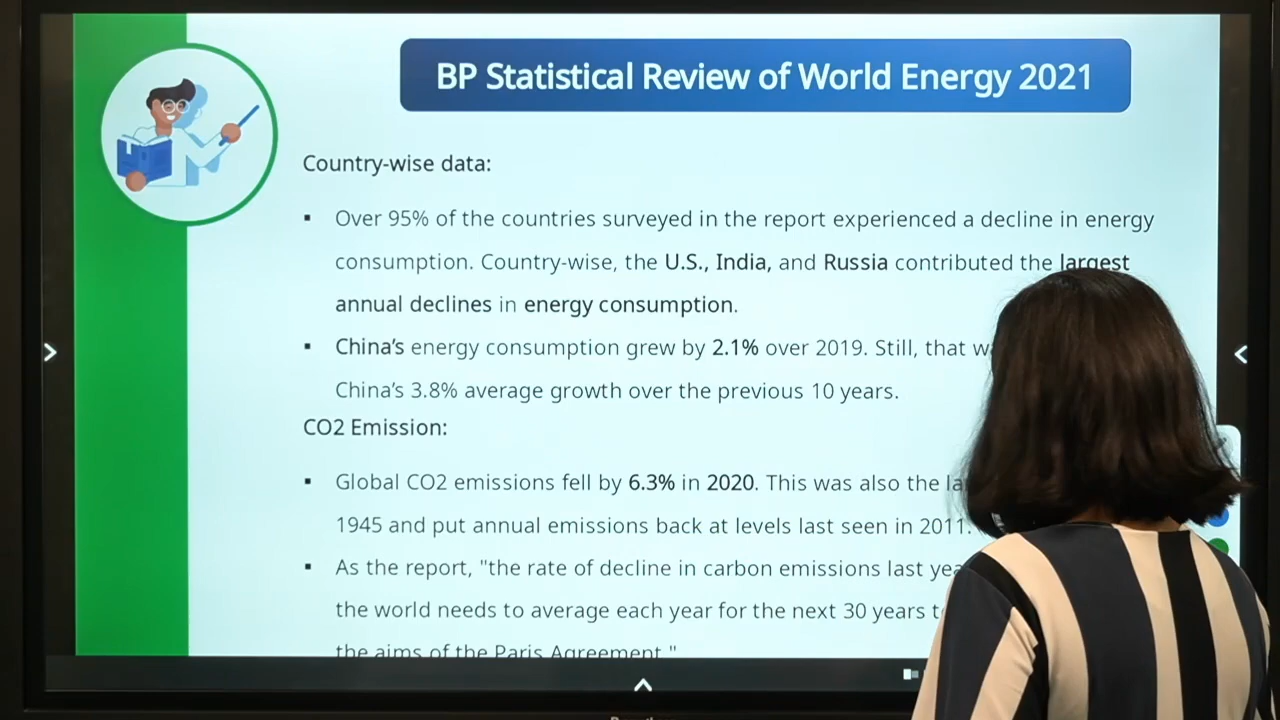 BP Statistical Review of World Energy 2021
Country-wise data:
▪ Over 95% of the countries surveyed in the report experienced a decline in energy
consumption. Country-wise, the U.S., India, and Russia contributed the largest
annual declines in energy consumption.
▪ China's energy consumption grew by 2.1% over 2019. Still, that
China's 3.8% average growth over the previous 10 years.
CO2 Emission:
▪ Global CO2 emissions fell by 6.3% in 2020. This was also the
1945 and put annual emissions back at levels last seen in 2011.
▪ As the report, "the rate of decline in carbon emissions last
the world needs to average each year for the next 30 years
the aims of the Paris Agreement."